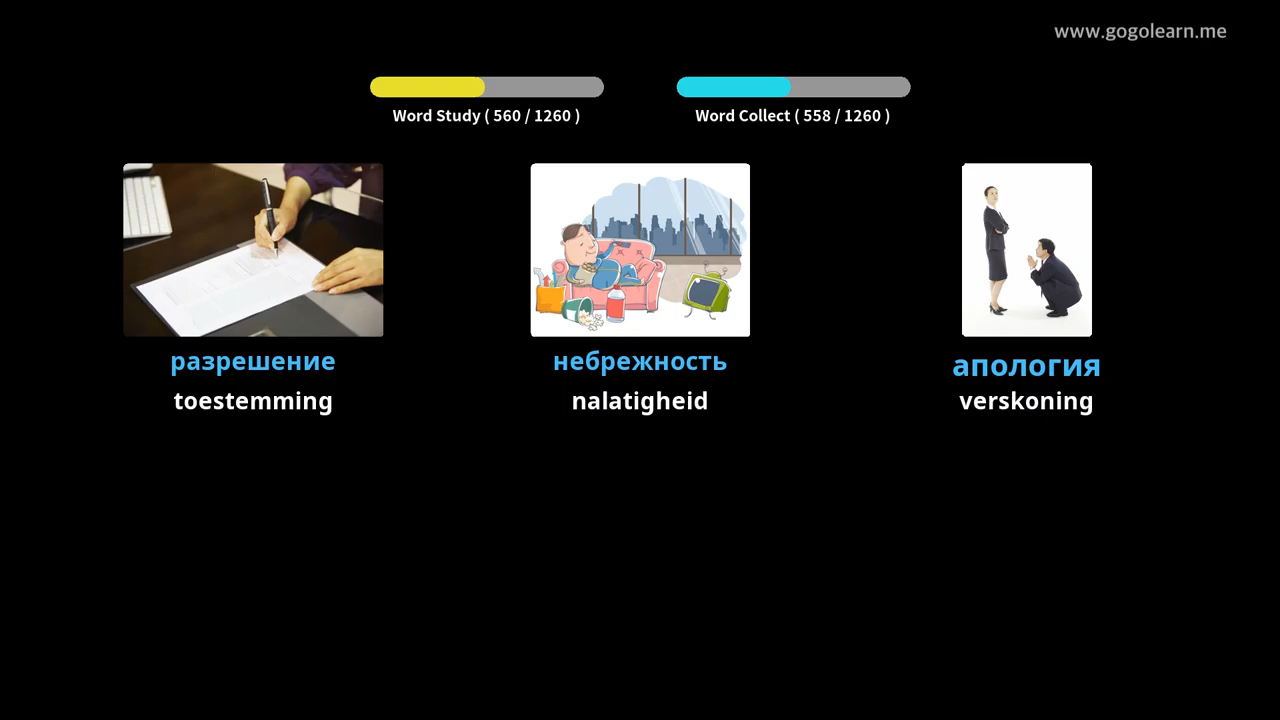 www.gogolearn.me
Word Study ( 560 / 1260 )
Word Collect ( 558 / 1260 )
разрешение
небрежность
апология
toestemming
nalatigheid
verskoning